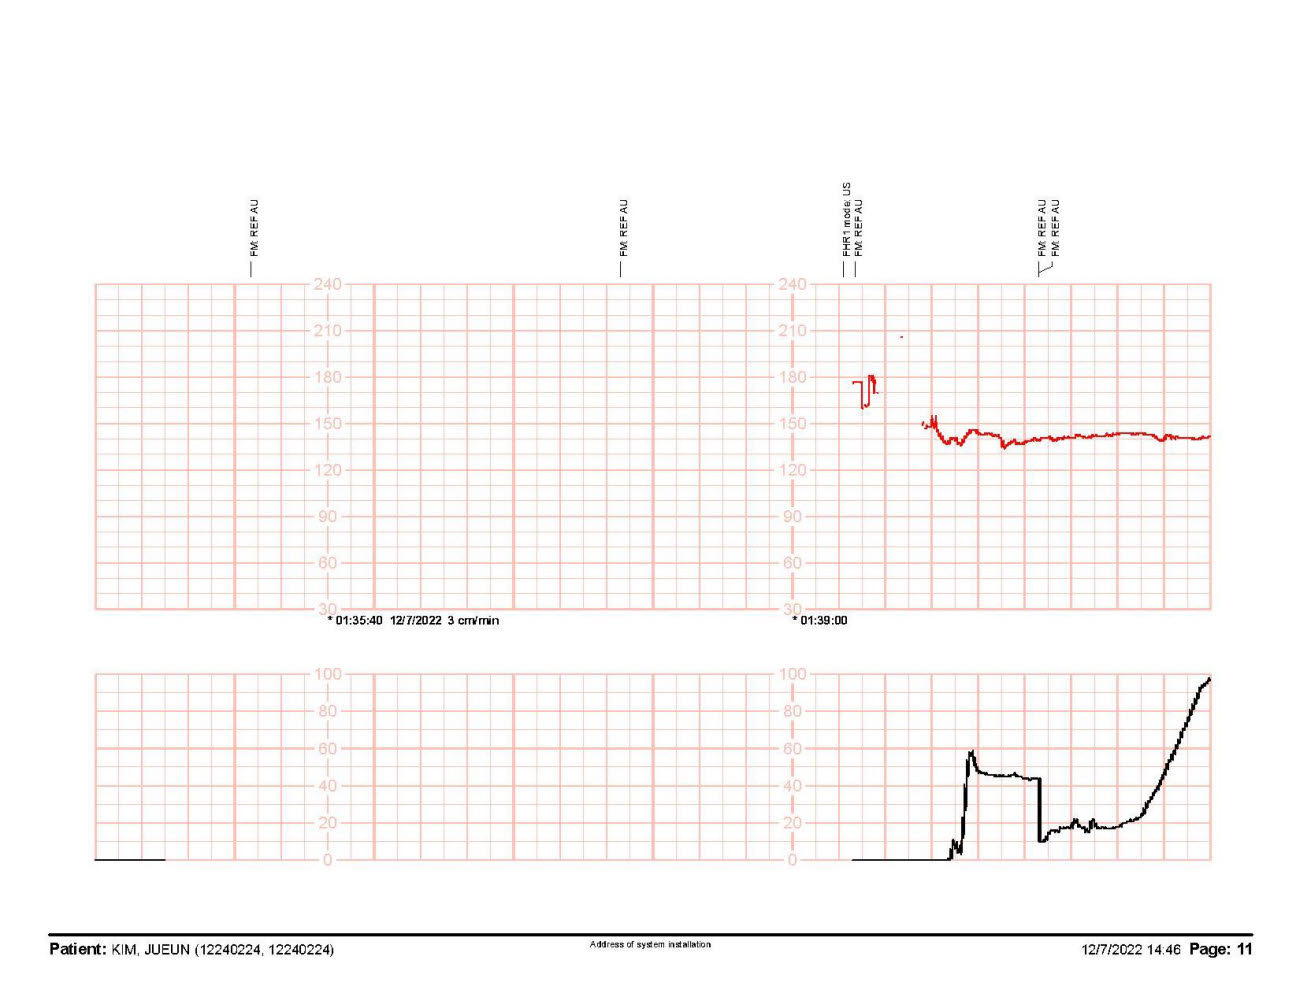 FM: REF AU
FM: REF AU
FHR1 mode: US
FM: REF AU
FM: REF AU
FM: REF AU
240 240
210 210
180 180
150 150
120 120
90 90
60 60
30 30
* 01:35:40 12/7/2022 3 cm/min * 01:39:00
100 100
80 80
60 60
40 40
20 20
0 0
Patient: KIM, JUEUN (12240224, 12240224) Address of system installation 12/7/2022 14:46 Page: 11